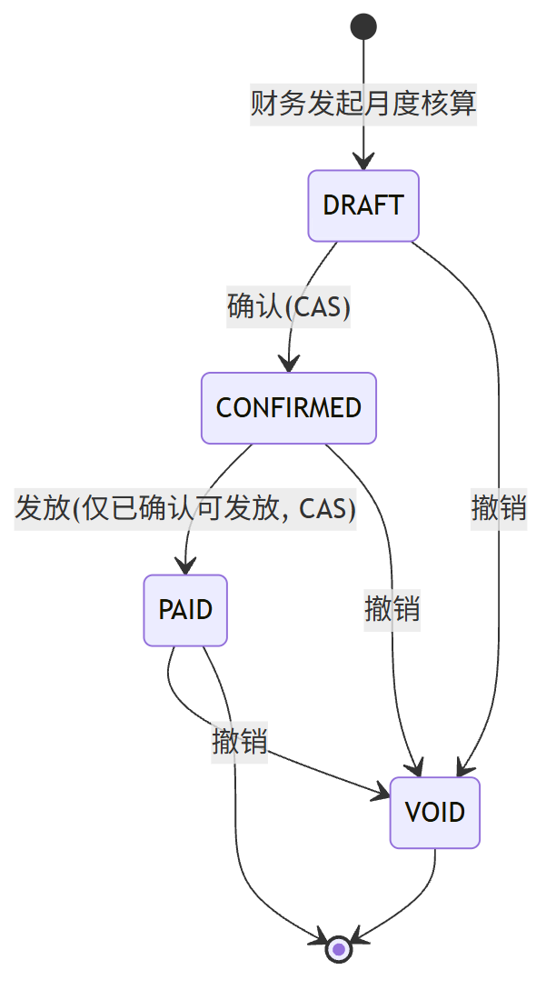 财务发起月度核算
DRAFT
确认(CAS)
CONFIRMED
发放(仅已确认可发放, CAS)
撤销
PAID
撤销
撤销
VOID